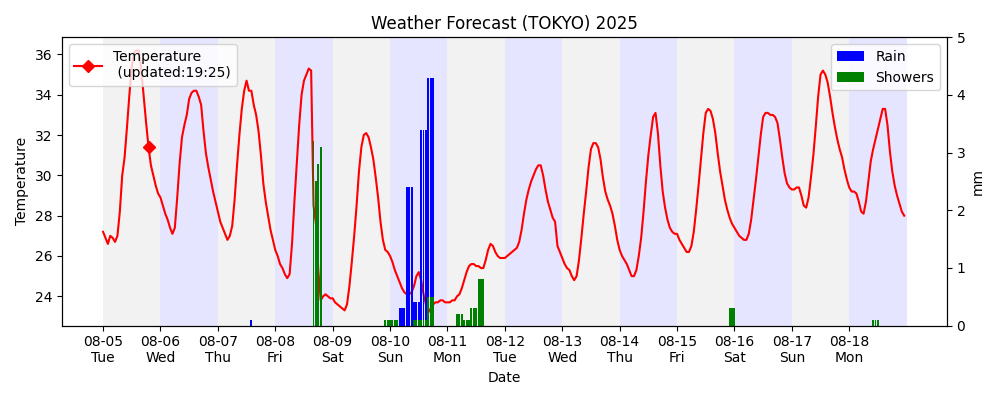 Weather Forecast (TOKYO) 2025
Temperature
(updated:19:25)
Rain
Showers
36
34
32
30
28
26
24
Temperature
5
4
3
2
1
0
mm
08-05 08-06 08-07 08-08 08-09 08-10 08-11 08-12 08-13 08-14 08-15 08-16 08-17 08-18
Tue Wed Thu Fri Sat Sun Mon Tue Wed Thu Fri Sat Sun Mon
Date